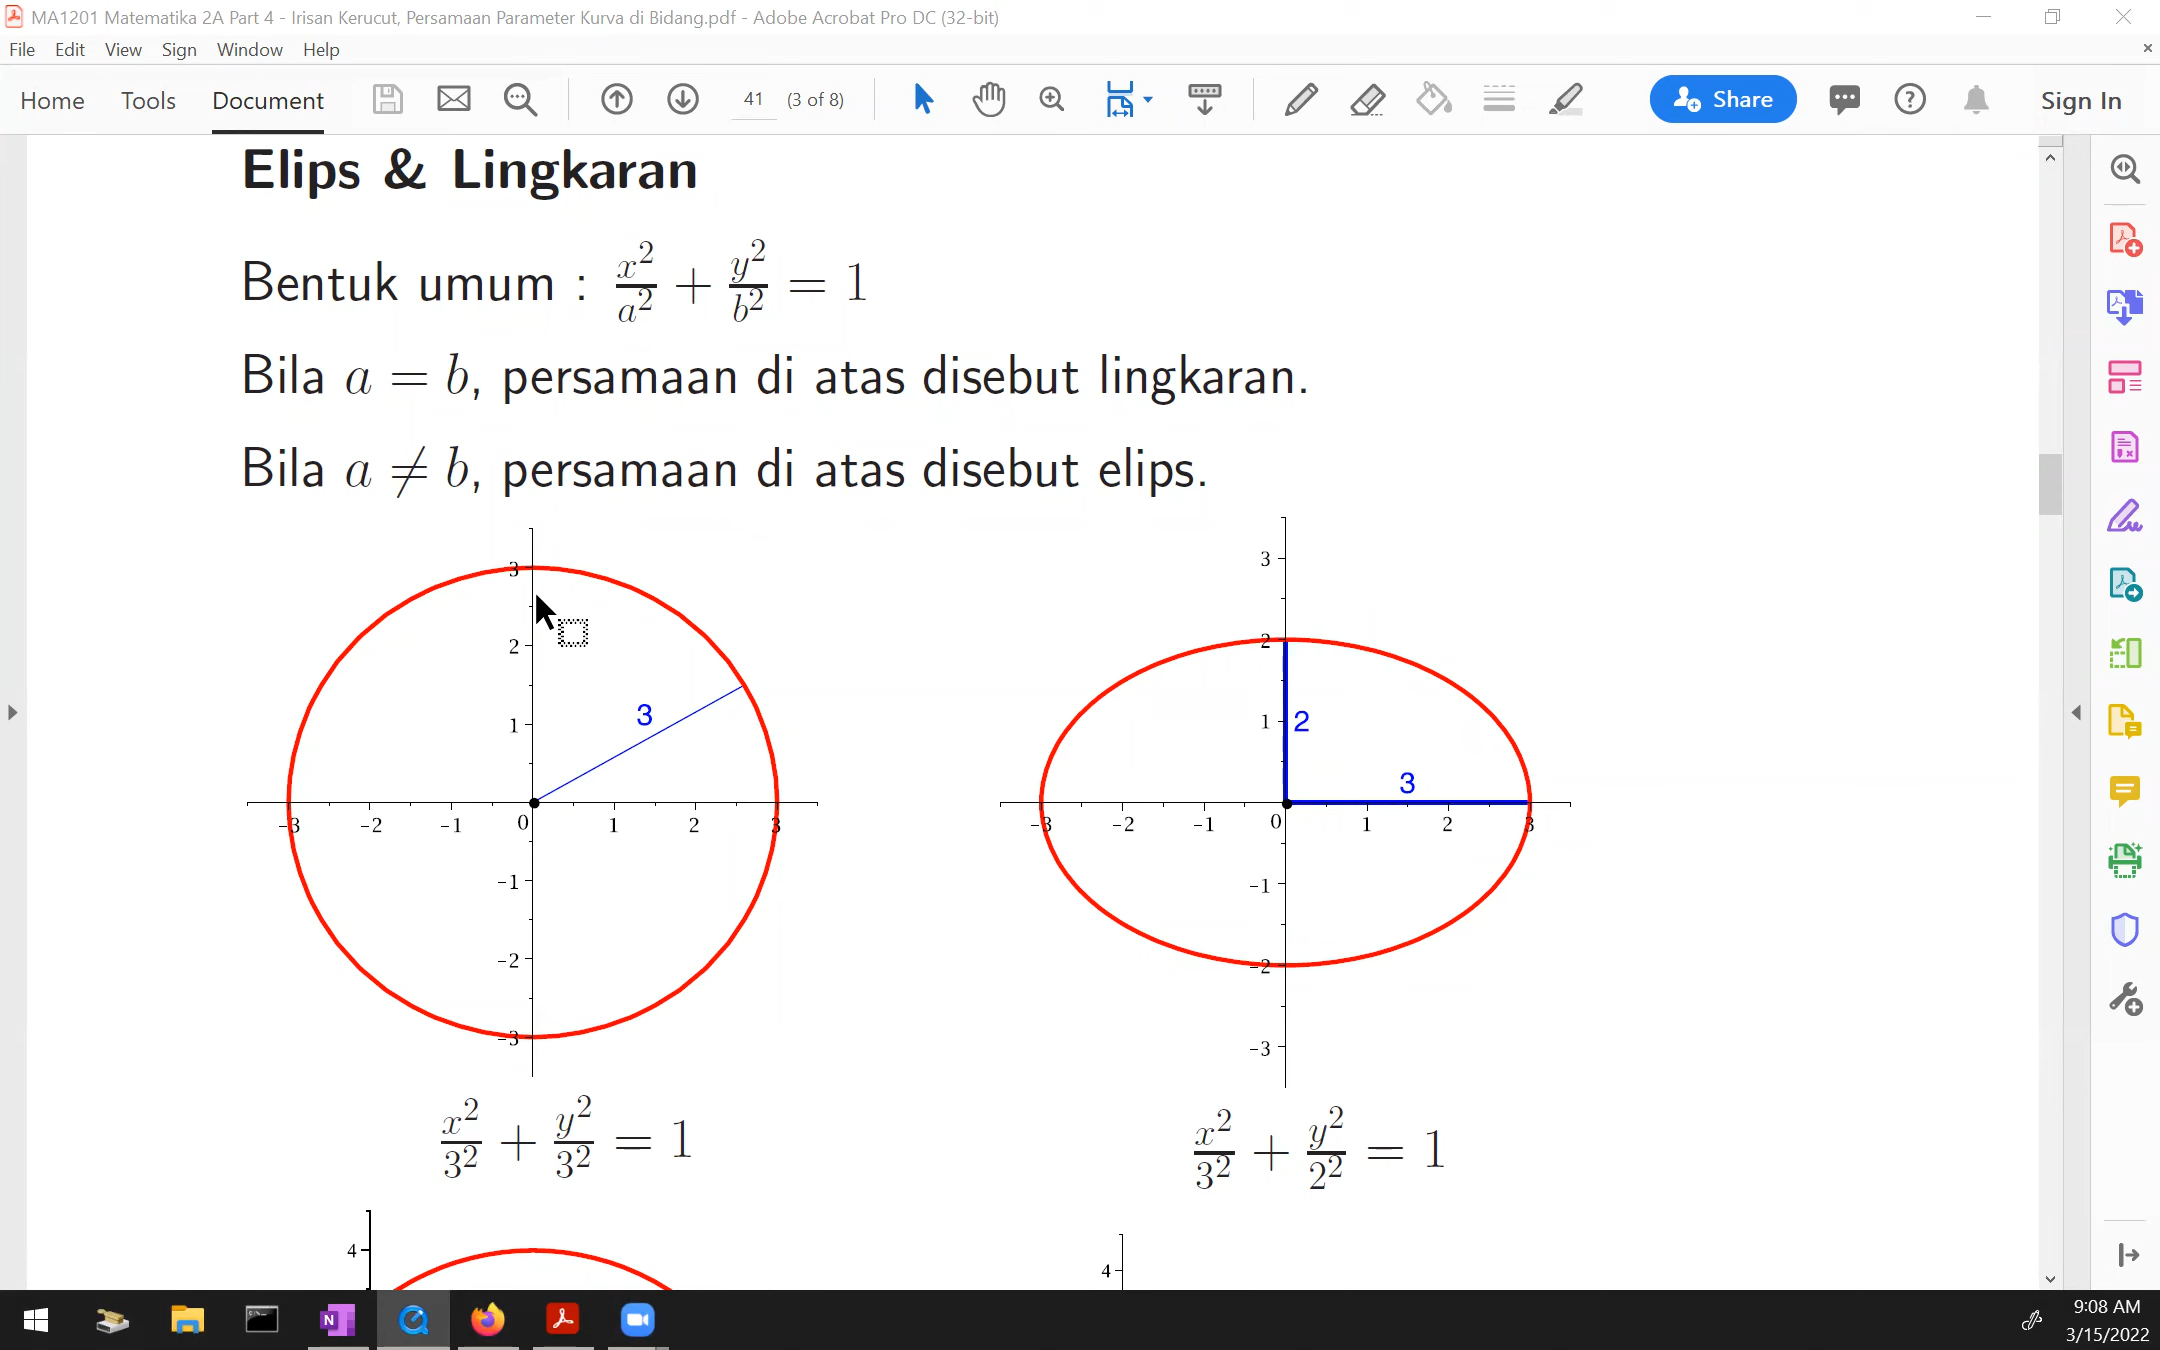 MA1201 Matematika 2A Part 4 - Irisan Kerucut, Persamaan Parameter Kurva di Bidang.pdf - Adobe Acrobat Pro DC (32-bit)
File Edit View Sign Window Help
Home Tools Document 41 (3 of 8) Share Sign In
Elips & Lingkaran
Bentuk umum : x²/a² + y²/b² = 1
Bila a = b, persamaan di atas disebut lingkaran.
Bila a ≠ b, persamaan di atas disebut elips.
3
2
1
3
-3 -2 -1 0 1 2 3
-1
-2
-3
3
2
1 2
3
-3 -2 -1 0 1 2 3
-1
-2
-3
x²/3² + y²/3² = 1
x²/3² + y²/2² = 1
4
4
9:08 AM
3/15/2022